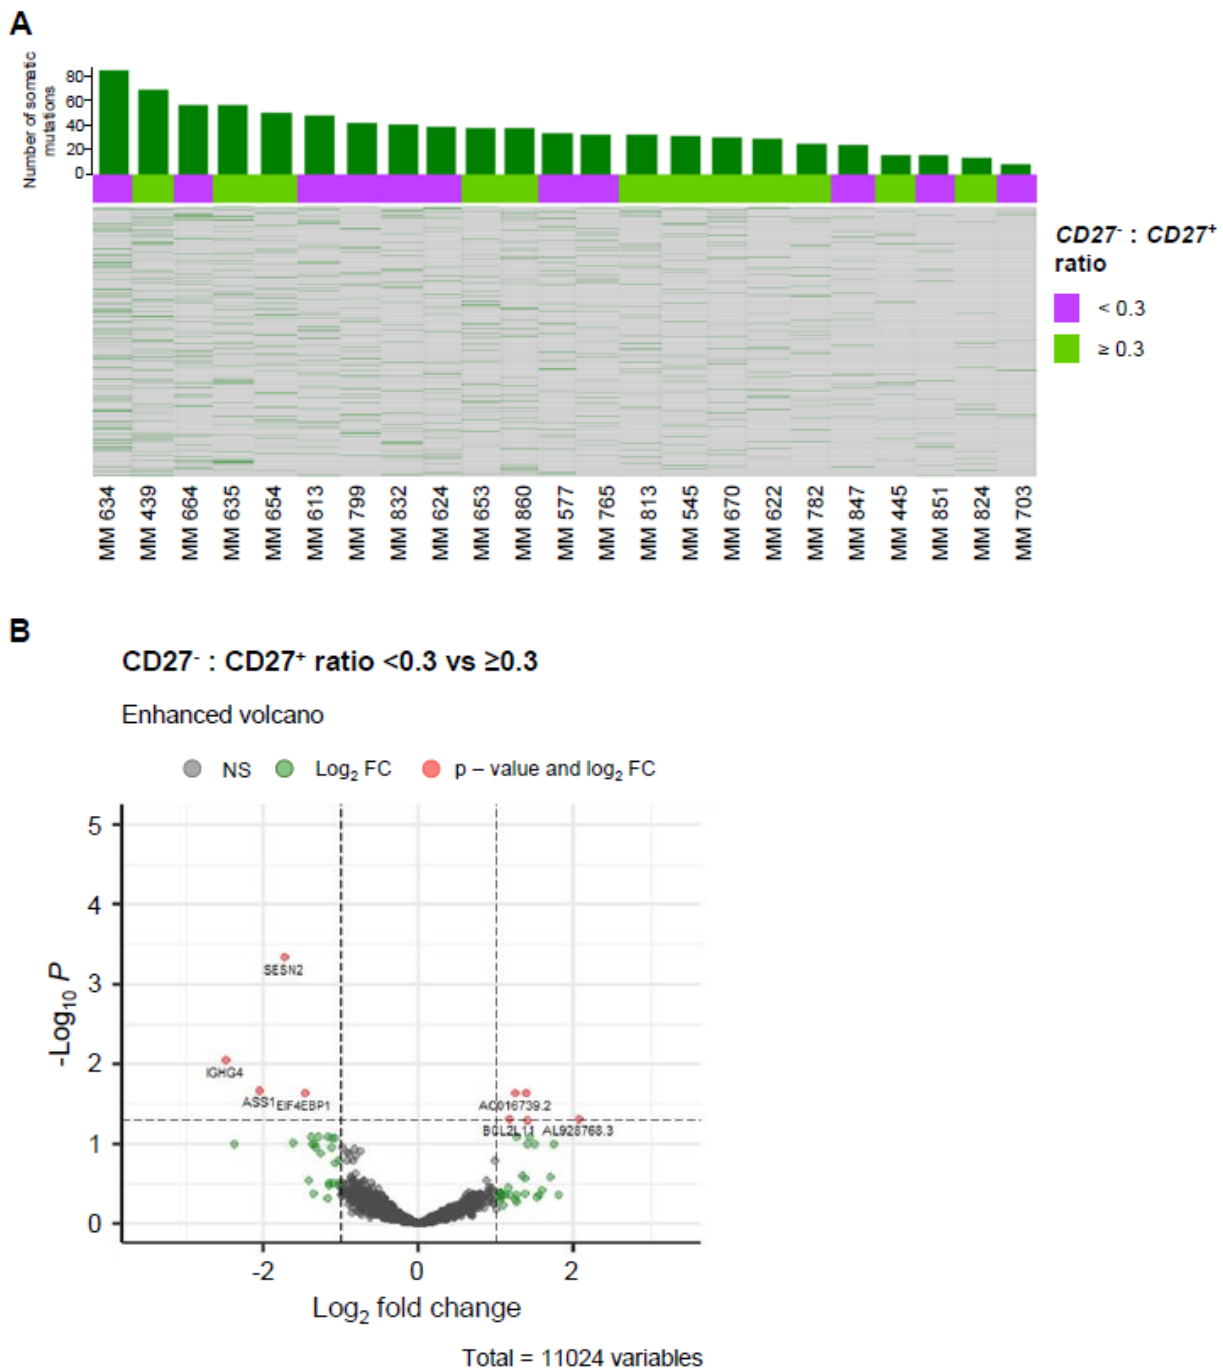 A
Number of somatic
mutations
80
60
40
20
0
CD27⁻ : CD27⁺
ratio
< 0.3
≥ 0.3
MM 634
MM 439
MM 664
MM 635
MM 654
MM 613
MM 799
MM 832
MM 624
MM 653
MM 860
MM 577
MM 765
MM 813
MM 545
MM 670
MM 622
MM 782
MM 847
MM 445
MM 851
MM 824
MM 703
B
CD27⁻ : CD27⁺ ratio <0.3 vs ≥0.3
Enhanced volcano
NS
Log₂ FC
p – value and log₂ FC
-Log₁₀ P
5
4
3
2
1
0
SESN2
IGHG4
ASS1
EIF4EBP1
AC016739.2
BCL2L11
AL928768.3
-2
0
2
Log₂ fold change
Total = 11024 variables